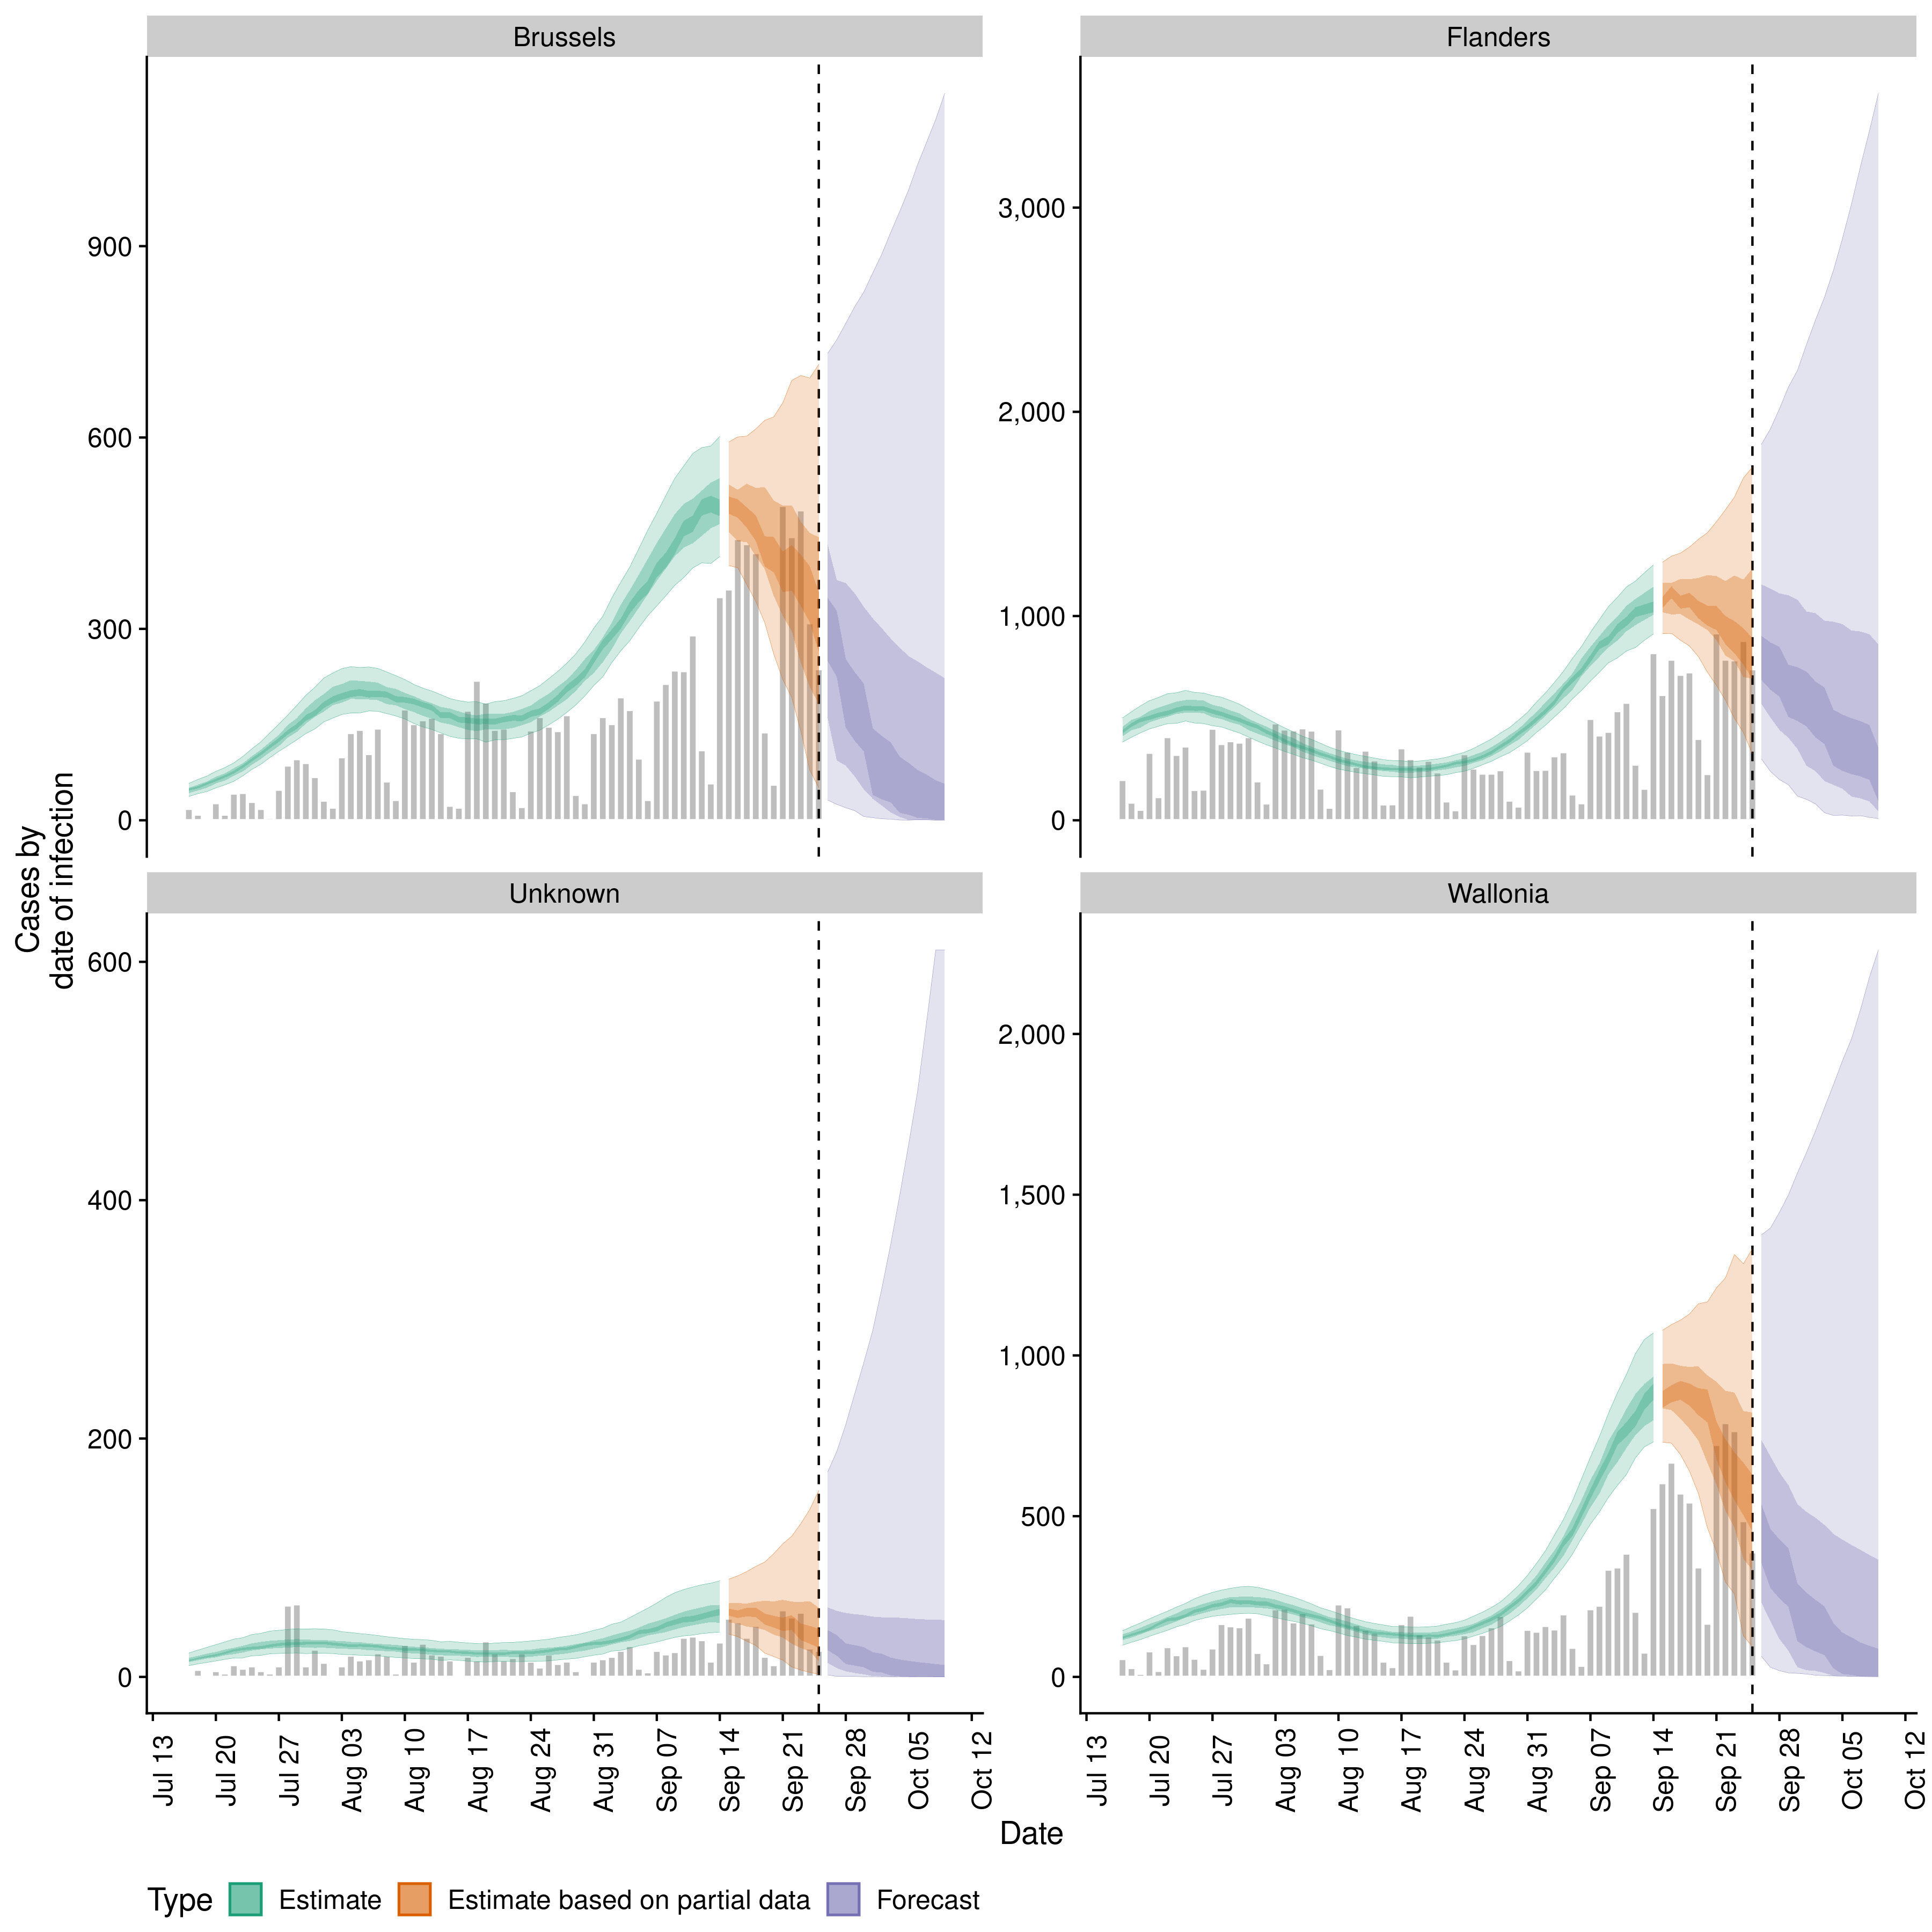 Brussels
Flanders
900
600
300
0
3,000
2,000
1,000
0
Cases by
date of infection
Unknown
Wallonia
600
400
200
0
2,000
1,500
1,000
500
0
Jul 13
Jul 20
Jul 27
Aug 03
Aug 10
Aug 17
Aug 24
Aug 31
Sep 07
Sep 14
Sep 21
Sep 28
Oct 05
Oct 12
Jul 13
Jul 20
Jul 27
Aug 03
Aug 10
Aug 17
Aug 24
Aug 31
Sep 07
Sep 14
Sep 21
Sep 28
Oct 05
Oct 12
Date
Type Estimate Estimate based on partial data Forecast